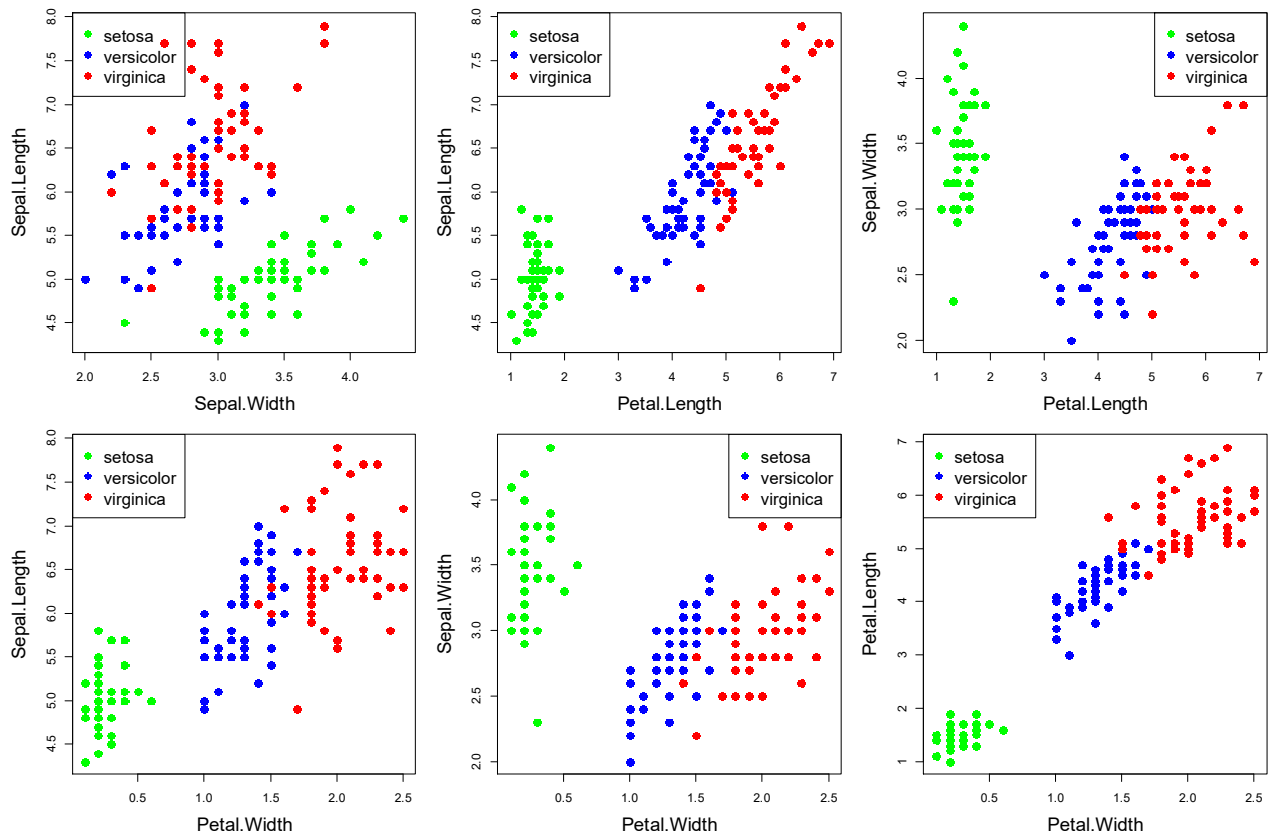 setosa
versicolor
virginica
Sepal.Length
4.5 5.0 5.5 6.0 6.5 7.0 7.5 8.0
2.0 2.5 3.0 3.5 4.0
Sepal.Width
setosa
versicolor
virginica
Sepal.Length
4.5 5.0 5.5 6.0 6.5 7.0 7.5 8.0
1 2 3 4 5 6 7
Petal.Length
setosa
versicolor
virginica
Sepal.Width
2.0 2.5 3.0 3.5 4.0
1 2 3 4 5 6 7
Petal.Length
setosa
versicolor
virginica
Sepal.Length
4.5 5.0 5.5 6.0 6.5 7.0 7.5 8.0
0.5 1.0 1.5 2.0 2.5
Petal.Width
setosa
versicolor
virginica
Sepal.Width
2.0 2.5 3.0 3.5 4.0
0.5 1.0 1.5 2.0 2.5
Petal.Width
setosa
versicolor
virginica
Petal.Length
1 2 3 4 5 6 7
0.5 1.0 1.5 2.0 2.5
Petal.Width